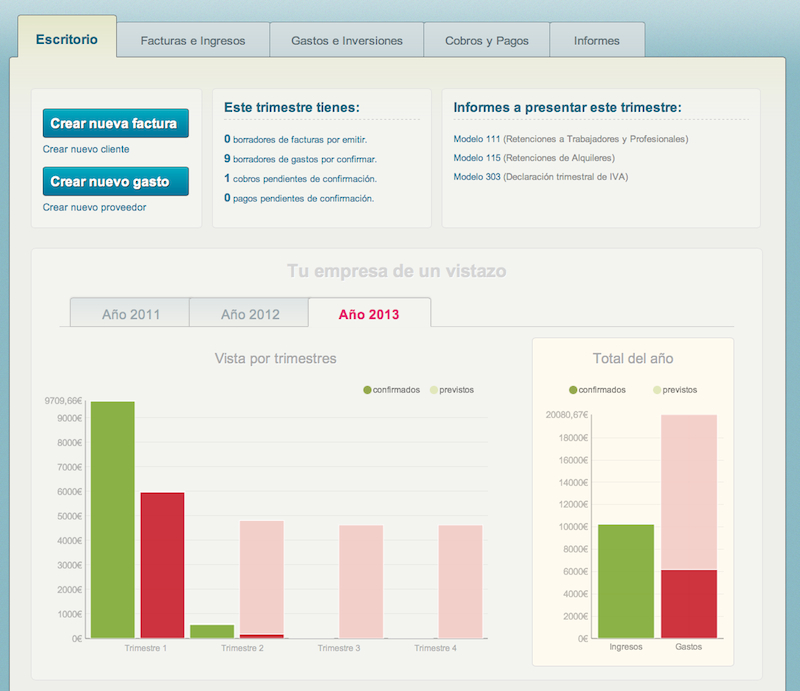 Escritorio
Facturas e Ingresos
Gastos e Inversiones
Cobros y Pagos
Informes
Crear nueva factura
Crear nuevo cliente
Crear nuevo gasto
Crear nuevo proveedor
Este trimestre tienes:
0 borradores de facturas por emitir.
9 borradores de gastos por confirmar.
1 cobros pendientes de confirmación.
0 pagos pendientes de confirmación.
Informes a presentar este trimestre:
Modelo 111 (Retenciones a Trabajadores y Profesionales)
Modelo 115 (Retenciones de Alquileres)
Modelo 303 (Declaración trimestral de IVA)
Tu empresa de un vistazo
Año 2011
Año 2012
Año 2013
Vista por trimestres
confirmados
previstos
9709,66€
9000€
8000€
7000€
6000€
5000€
4000€
3000€
2000€
1000€
0€
Trimestre 1
Trimestre 2
Trimestre 3
Trimestre 4
Total del año
confirmados
previstos
20080,67€
18000€
16000€
14000€
12000€
10000€
8000€
6000€
4000€
2000€
0€
Ingresos
Gastos